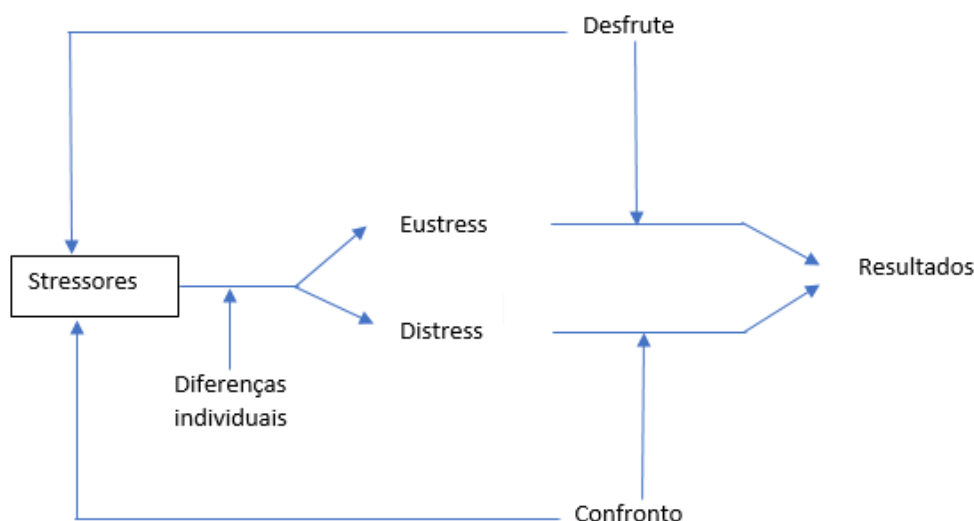 Desfrute
Eustress
Resultados
Stressores
Distress
Diferenças
individuais
Confronto